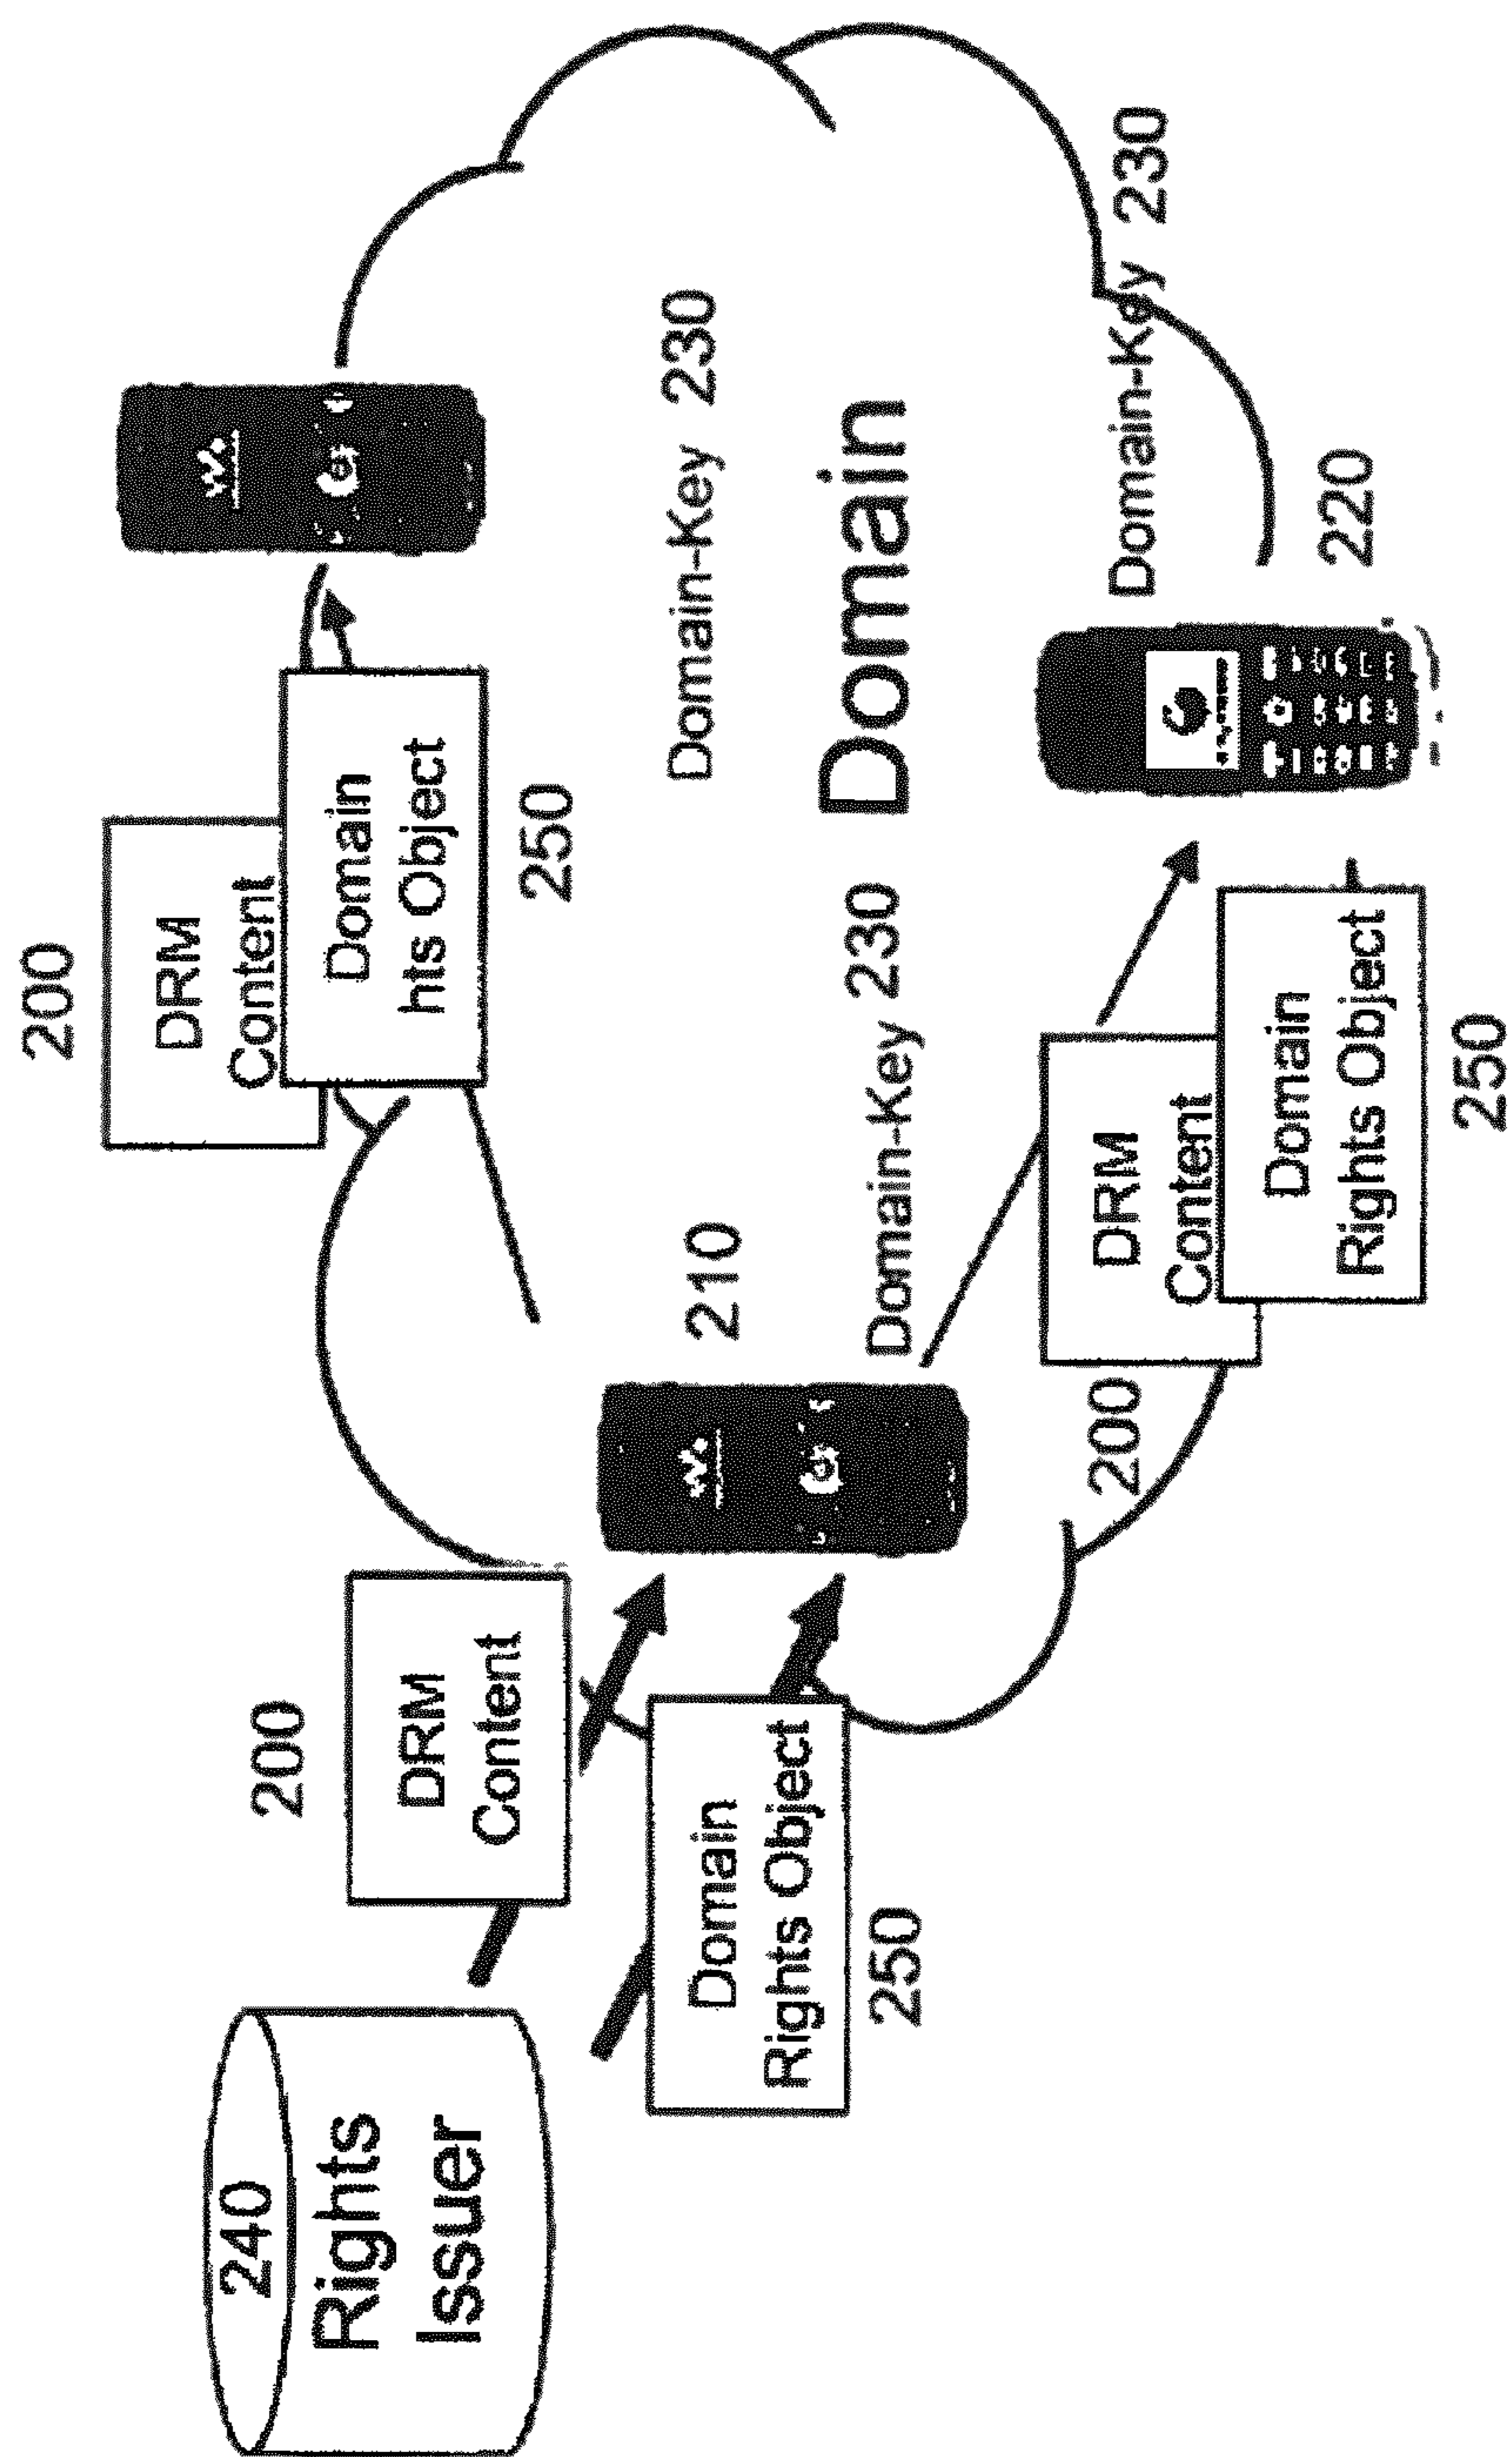 240
Rights
Issuer
200
DRM
Content
Domain
Rights Object
250
210
Domain-Key 230
200
DRM
Content
Domain
hts Object
250
Domain-Key 230
Domain
200
DRM
Content
Domain
Rights Object
250
220
Domain-Key 230